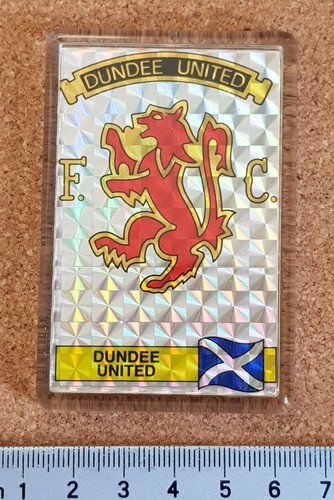 DUNDEE UNITED
F. C.
DUNDEE
UNITED
1 2 3 4 5 6 7